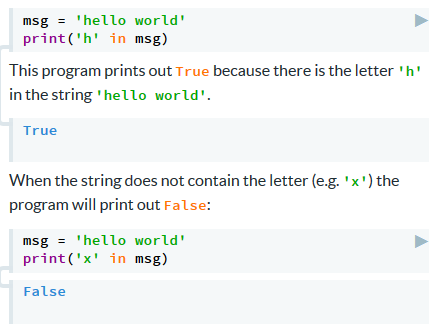 msg = 'hello world'
print('h' in msg)
This program prints out True because there is the letter 'h'
in the string 'hello world'.
True
When the string does not contain the letter (e.g. 'x') the
program will print out False:
msg = 'hello world'
print('x' in msg)
False